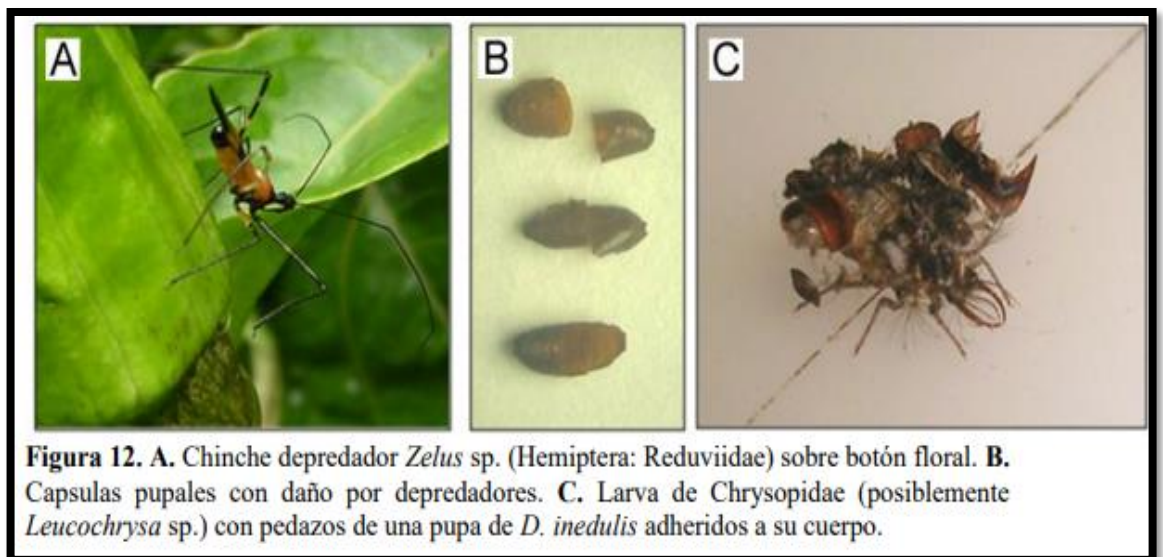 A
B
C
Figura 12. A. Chinche depredador Zelus sp. (Hemiptera: Reduviidae) sobre botón floral. B.
Capsulas pupales con daño por depredadores. C. Larva de Chrysopidae (posiblemente
Leucochrysa sp.) con pedazos de una pupa de D. inedulis adheridos a su cuerpo.